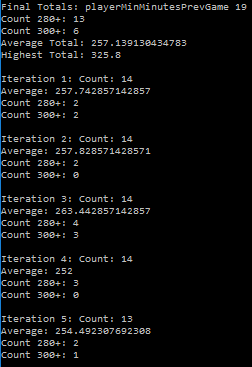 Final Totals: playerMinMinutesPrevGame 19
Count 280+: 13
Count 300+: 6
Average Total: 257.139130434783
Highest Total: 325.8
Iteration 1: Count: 14
Average: 257.742857142857
Count 280+: 2
Count 300+: 2
Iteration 2: Count: 14
Average: 257.828571428571
Count 280+: 2
Count 300+: 0
Iteration 3: Count: 14
Average: 263.442857142857
Count 280+: 4
Count 300+: 3
Iteration 4: Count: 14
Average: 252
Count 280+: 3
Count 300+: 0
Iteration 5: Count: 13
Average: 254.492307692308
Count 280+: 2
Count 300+: 1